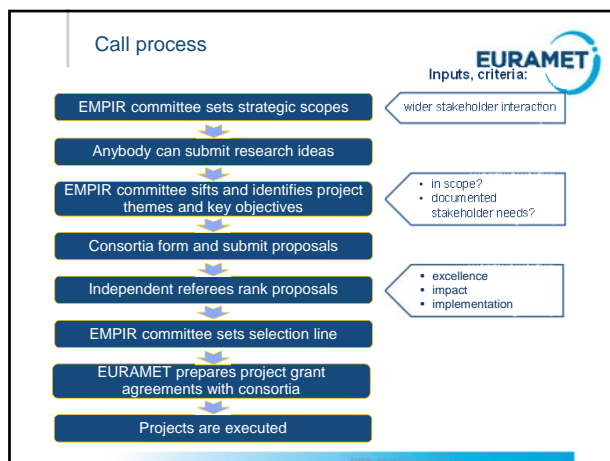 Call process
EURAMET
Inputs, criteria:
EMPIR committee sets strategic scopes
wider stakeholder interaction
Anybody can submit research ideas
EMPIR committee sifts and identifies project
themes and key objectives
• in scope?
• documented
stakeholder needs?
Consortia form and submit proposals
Independent referees rank proposals
• excellence
• impact
• implementation
EMPIR committee sets selection line
EURAMET prepares project grant
agreements with consortia
Projects are executed